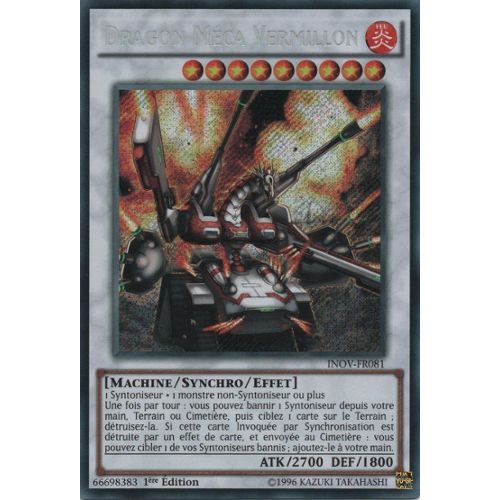 Dragon Méca Vermillon
FEU
炎
INOV-FR081
[Machine/Synchro/Effet]
1 Syntoniseur + 1 monstre non-Syntoniseur ou plus
Une fois par tour : vous pouvez bannir 1 Syntoniseur depuis votre
main, Terrain ou Cimetière, puis ciblez 1 carte sur le Terrain ;
détruisez-la. Si cette carte Invoquée par Synchronisation est
détruite par un effet de carte, et envoyée au Cimetière : vous
pouvez cibler 1 de vos Syntoniseurs bannis ; ajoutez-le à votre main.
ATK/2700 DEF/1800
66698383 1ère Édition ©1996 KAZUKI TAKAHASHI